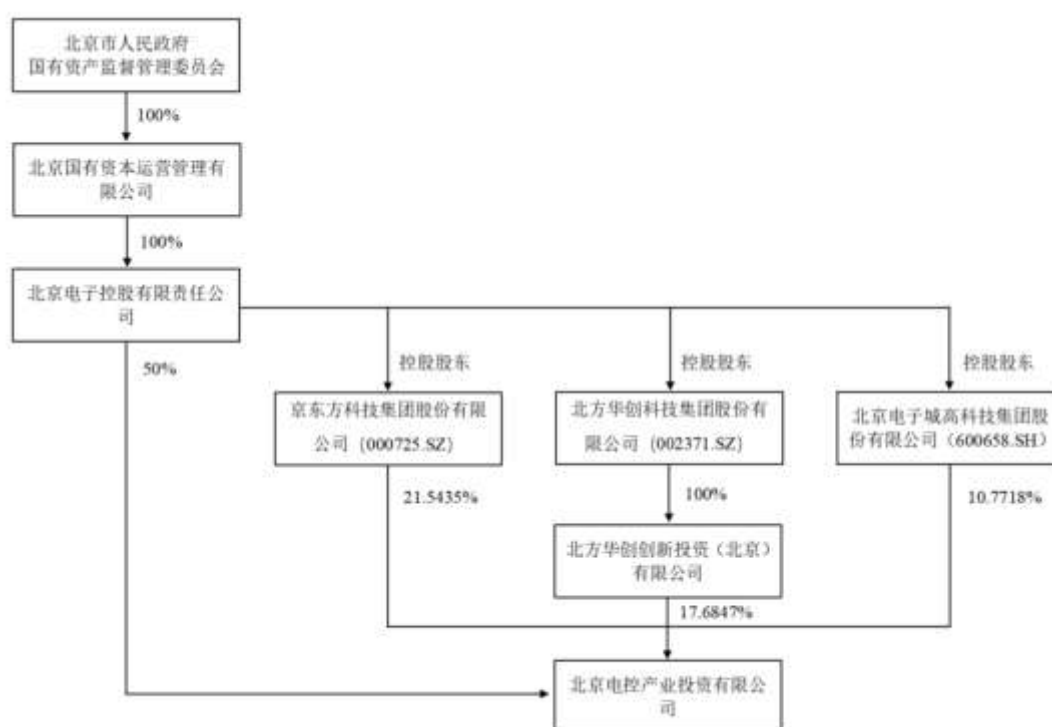 北京市人民政府
国有资产监督管理委员会
100%
北京国有资本运营管理有
限公司
100%
北京电子控股有限责任公
司
50%
控股股东
控股股东
控股股东
京东方科技集团股份有限
公司（000725.SZ）
北方华创科技集团股份有
限公司（002371.SZ）
北京电子城高科技集团股
份有限公司（600658.SH）
21.5435%
100%
10.7718%
北方华创创新投资（北京）
有限公司
17.6847%
北京电控产业投资有限公
司